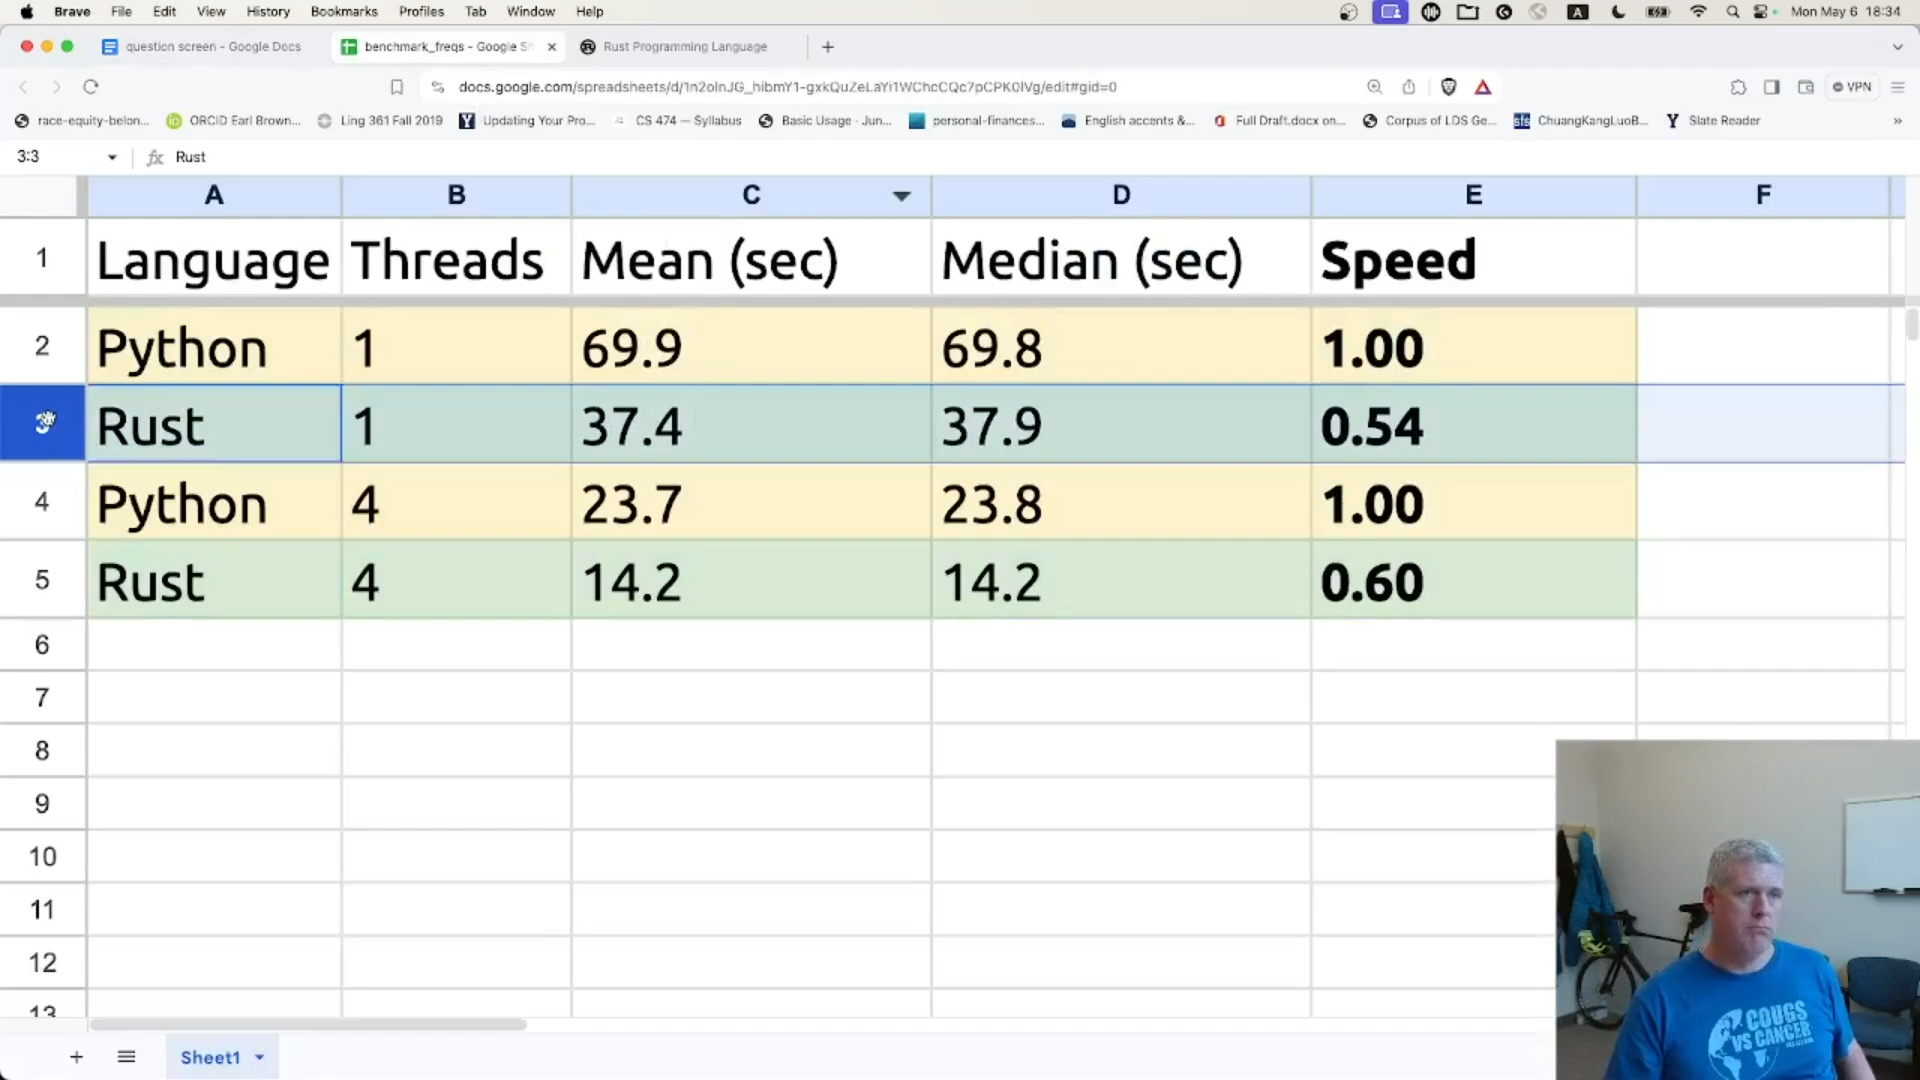 Brave File Edit View History Bookmarks Profiles Tab Window Help Mon May 6 18:34
question screen - Google Docs benchmark_freqs - Google Sh Rust Programming Language
docs.google.com/spreadsheets/d/1n2oInJG_hibmY1-gxkQuZeLaYi1WChcCQc7pCPK0lVg/edit#gid=0 VPN
race-equity-belon... ORCID Earl Brown... Ling 361 Fall 2019 Updating Your Pro... CS 474 — Syllabus Basic Usage · Jun... personal-finances... English accents &... Full Draft.docx on... Corpus of LDS Ge... ChuangKangLuoB... Slate Reader
3:3 fx Rust
A B C D E F
1 Language Threads Mean (sec) Median (sec) Speed
2 Python 1 69.9 69.8 1.00
3 Rust 1 37.4 37.9 0.54
4 Python 4 23.7 23.8 1.00
5 Rust 4 14.2 14.2 0.60
6
7
8
9
10
11
12
13
Sheet1
COUGS
VS CANCER